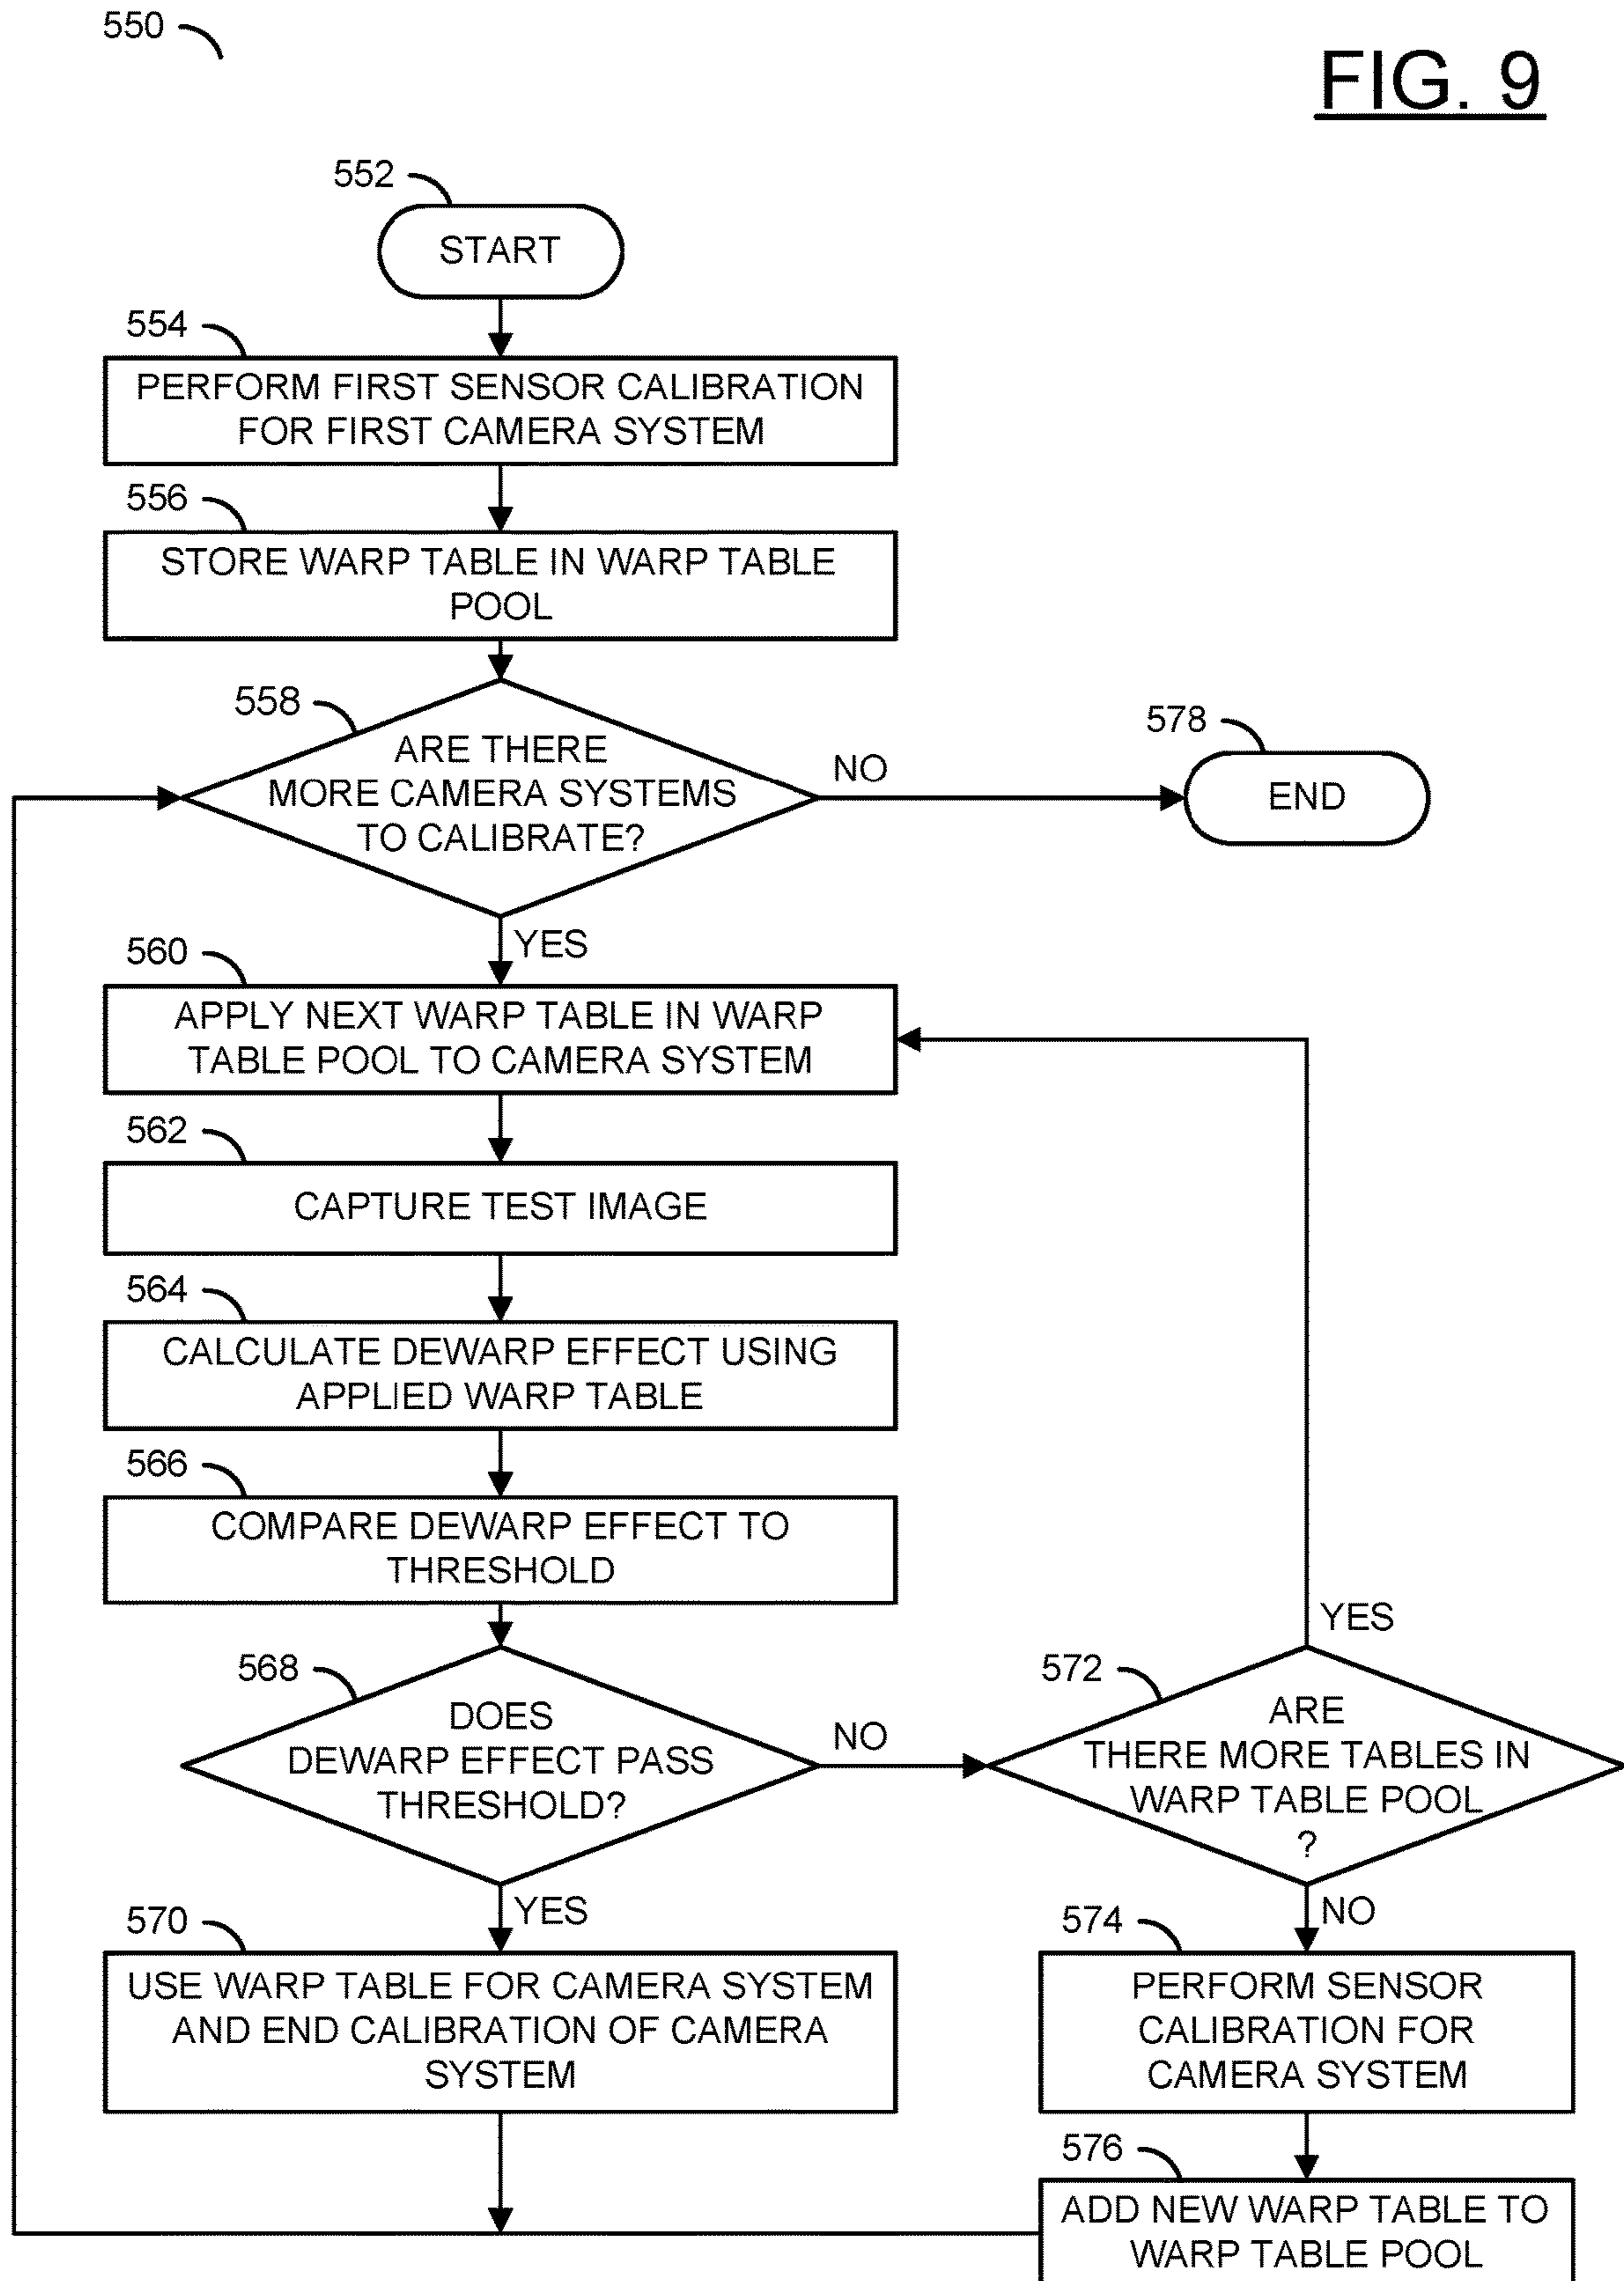 550
FIG. 9
552
START
554
PERFORM FIRST SENSOR CALIBRATION
FOR FIRST CAMERA SYSTEM
556
STORE WARP TABLE IN WARP TABLE
POOL
558
ARE THERE
MORE CAMERA SYSTEMS
TO CALIBRATE?
NO
578
END
YES
560
APPLY NEXT WARP TABLE IN WARP
TABLE POOL TO CAMERA SYSTEM
562
CAPTURE TEST IMAGE
564
CALCULATE DEWARP EFFECT USING
APPLIED WARP TABLE
566
COMPARE DEWARP EFFECT TO
THRESHOLD
568
DOES
DEWARP EFFECT PASS
THRESHOLD?
NO
YES
572
ARE
THERE MORE TABLES IN
WARP TABLE POOL
?
YES
570
USE WARP TABLE FOR CAMERA SYSTEM
AND END CALIBRATION OF CAMERA
SYSTEM
NO
574
PERFORM SENSOR
CALIBRATION FOR
CAMERA SYSTEM
576
ADD NEW WARP TABLE TO
WARP TABLE POOL